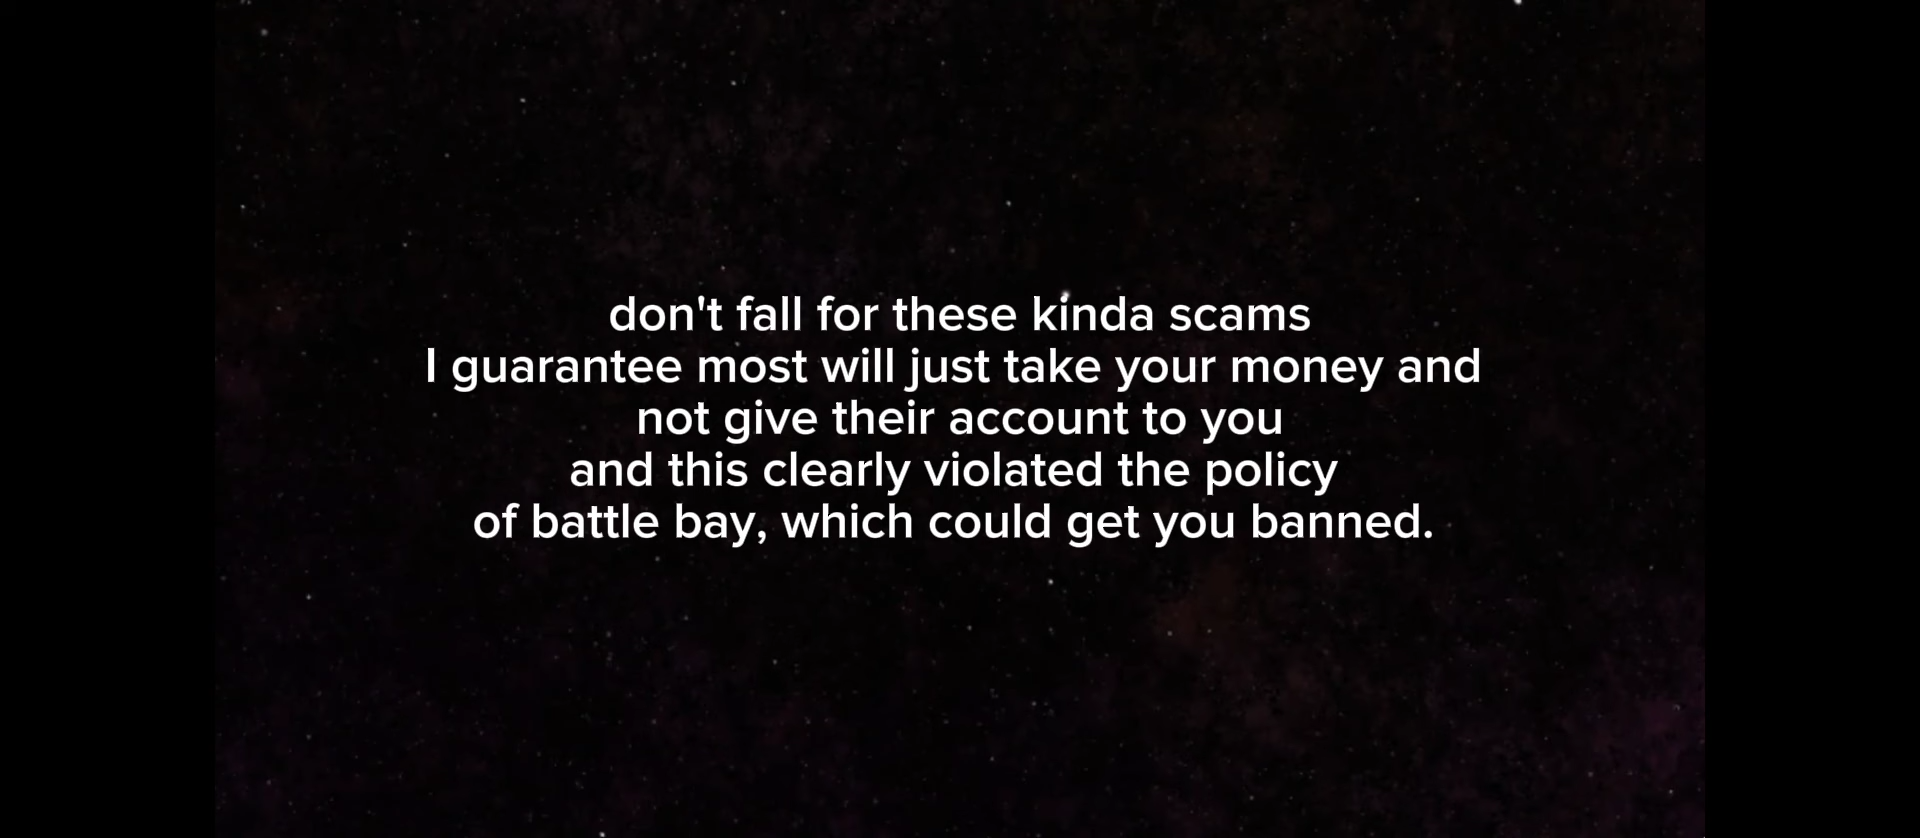 don't fall for these kinda scams
I guarantee most will just take your money and
not give their account to you
and this clearly violated the policy
of battle bay, which could get you banned.